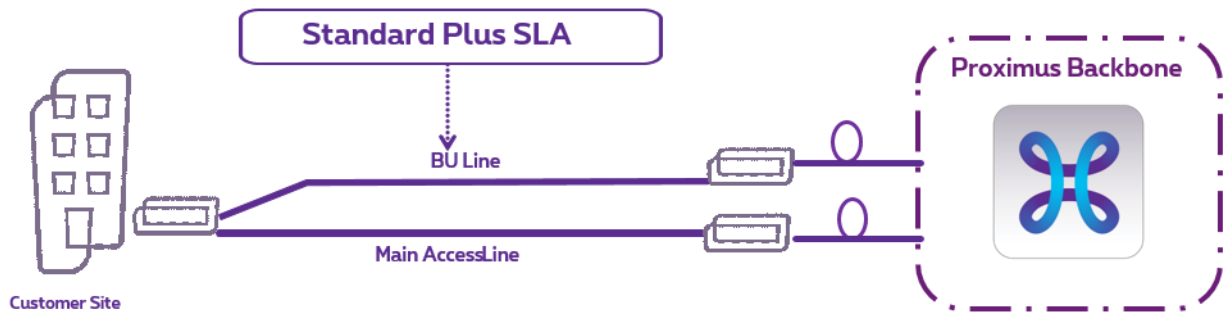 Standard Plus SLA
Proximus Backbone
BU Line
Main AccessLine
Customer Site